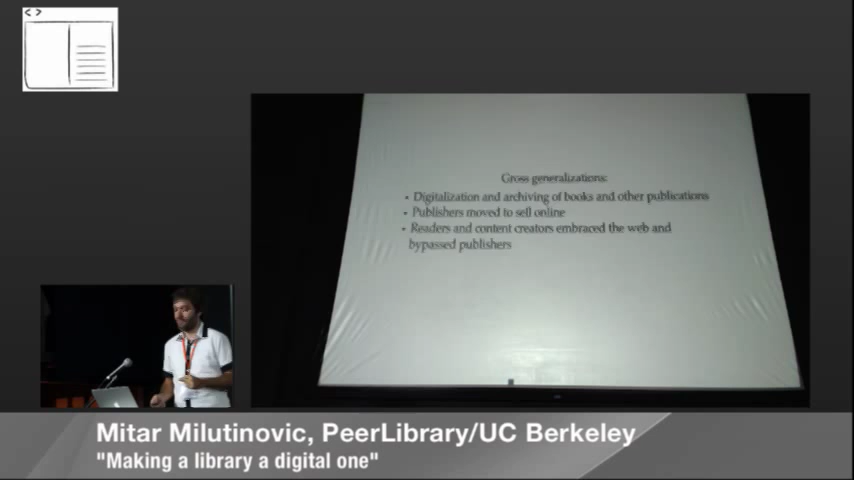 < >
Gross generalizations:
• Digitalization and archiving of books and other publications
• Publishers moved to sell online
• Readers and content creators embraced the web and
bypassed publishers
Mitar Milutinovic, PeerLibrary/UC Berkeley
"Making a library a digital one"